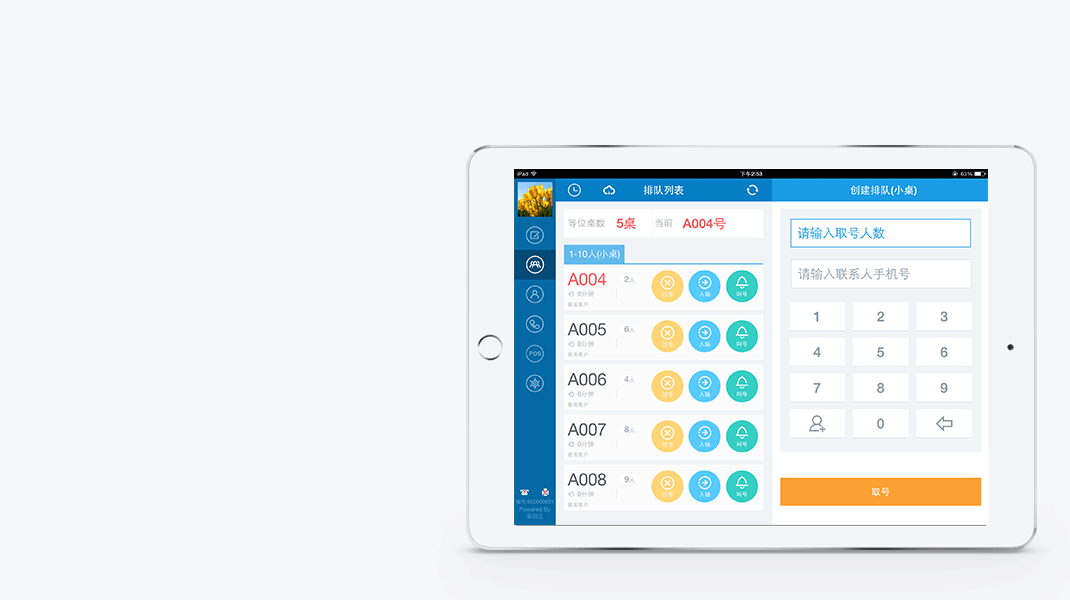 iPad
下午2:53
63%
排队列表
创建排队(小桌)
等位桌数 5桌 当前 A004号
1-10人(小桌)
A004 2人
0分钟
匿名客户
过号 入场 叫号
A005 6人
0分钟
匿名客户
过号 入场 叫号
A006 4人
0分钟
匿名客户
过号 入场 叫号
A007 8人
0分钟
匿名客户
过号 入场 叫号
A008 9人
0分钟
匿名客户
过号 入场 叫号
POS
Powered By
请输入取号人数
请输入联系人手机号
1 2 3
4 5 6
7 8 9
0
取号